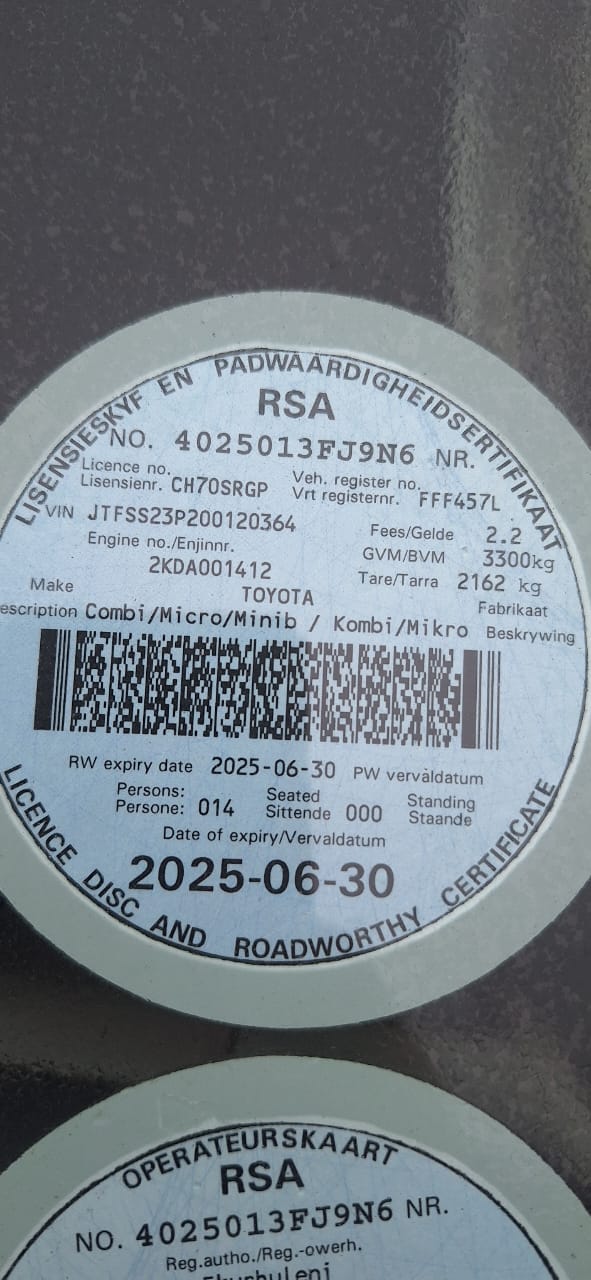 LISENSIESKYF EN PADWAARDIGHEIDSERTIFIKAAT
RSA
NO. 4025013FJ9N6 NR.
Licence no. Veh. register no.
Lisensienr. CH70SRGP Vrt registernr. FFF457L
VIN JTFSS23P200120364 Fees/Gelde 2.2
Engine no./Enjinnr. GVM/BVM 3300kg
2KDA001412 Tare/Tarra 2162 kg
Make TOYOTA Fabrikaat
escription Combi/Micro/Minib / Kombi/Mikro Beskrywing
RW expiry date 2025-06-30 PW vervaldatum
Persons: Seated Standing
Persone: 014 Sittende 000 Staande
Date of expiry/Vervaldatum
2025-06-30
LICENCE DISC AND ROADWORTHY CERTIFICATE
OPERATEURSKAART
RSA
NO. 4025013FJ9N6 NR.
Reg.autho./Reg.-owerh.